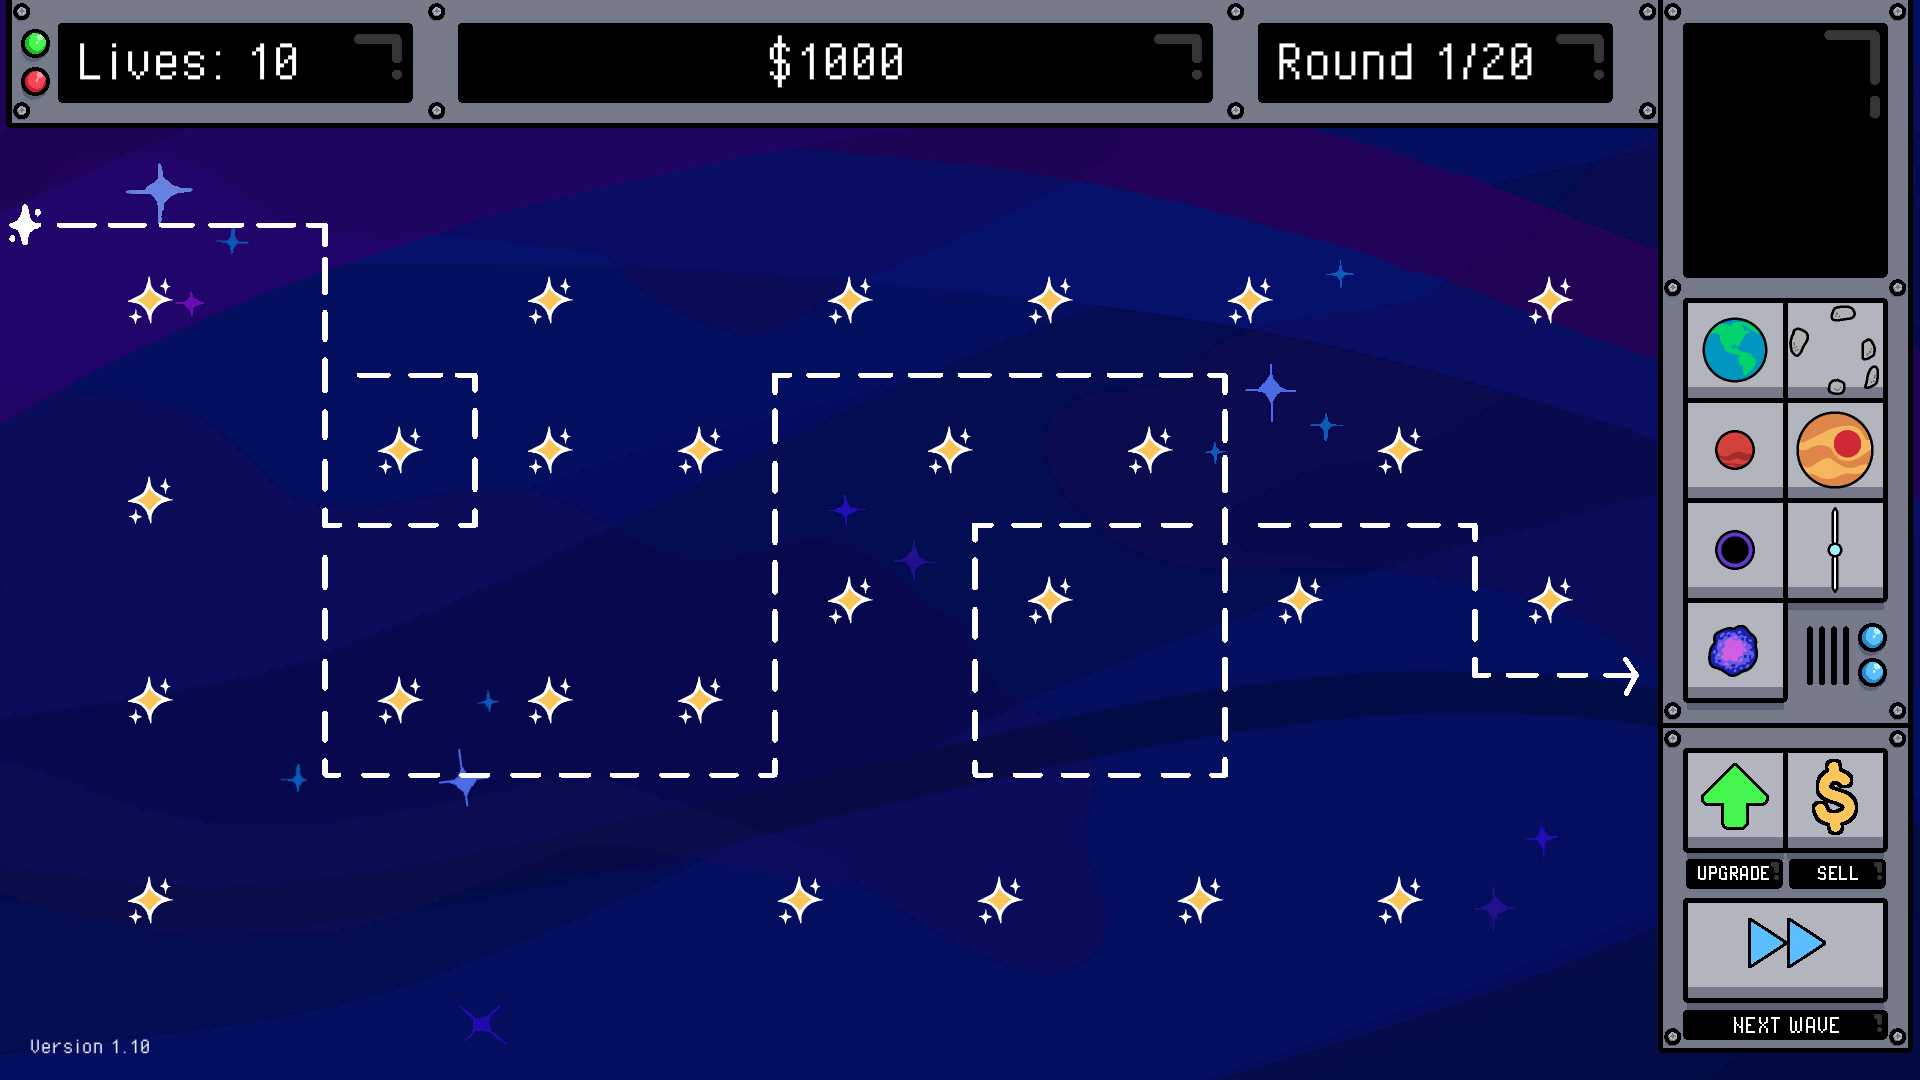 Lives: 10
$1000
Round 1/20
UPGRADE
SELL
NEXT WAVE
Version 1.10